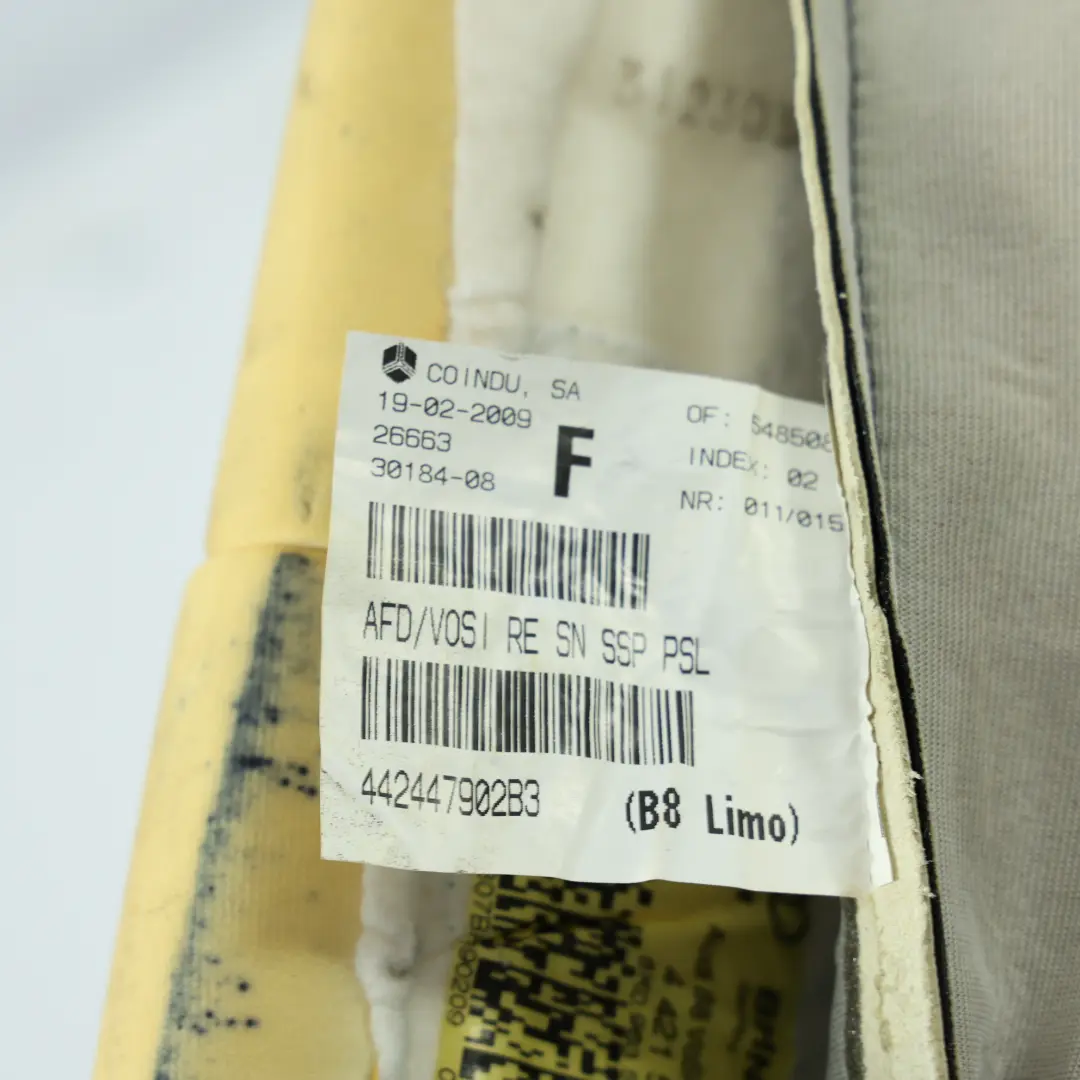 COINDU, SA
19-02-2009
26663
30184-08
F
OF: 548508
INDEX: 02
NR: 011/015
AFD/VOSI RE SN SSP PSL
442447902B3
(B8 Limo)